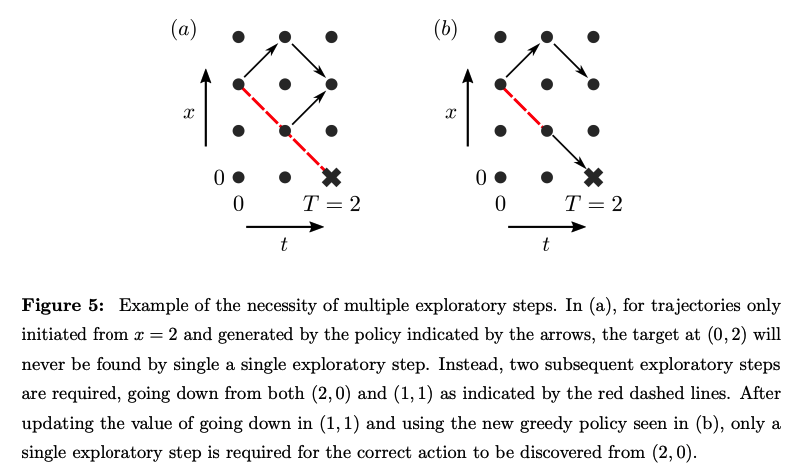 (a)
x
0
0
T = 2
t
(b)
x
0
0
T = 2
t
Figure 5: Example of the necessity of multiple exploratory steps. In (a), for trajectories only
initiated from x = 2 and generated by the policy indicated by the arrows, the target at (0, 2) will
never be found by single a single exploratory step. Instead, two subsequent exploratory steps
are required, going down from both (2, 0) and (1, 1) as indicated by the red dashed lines. After
updating the value of going down in (1, 1) and using the new greedy policy seen in (b), only a
single exploratory step is required for the correct action to be discovered from (2, 0).